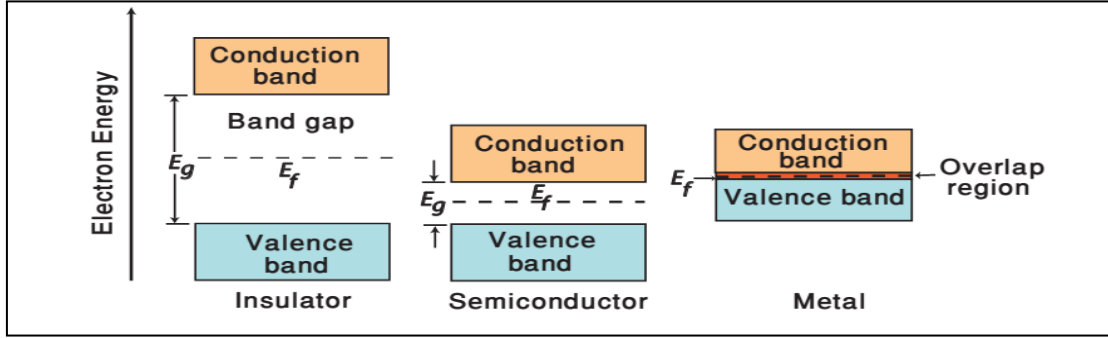 Electron Energy
Conduction
band
Band gap
Eg
Ef
Valence
band
Insulator
Conduction
band
Eg
Ef
Valence
band
Semiconductor
Conduction
band
Ef
Overlap
region
Valence band
Metal